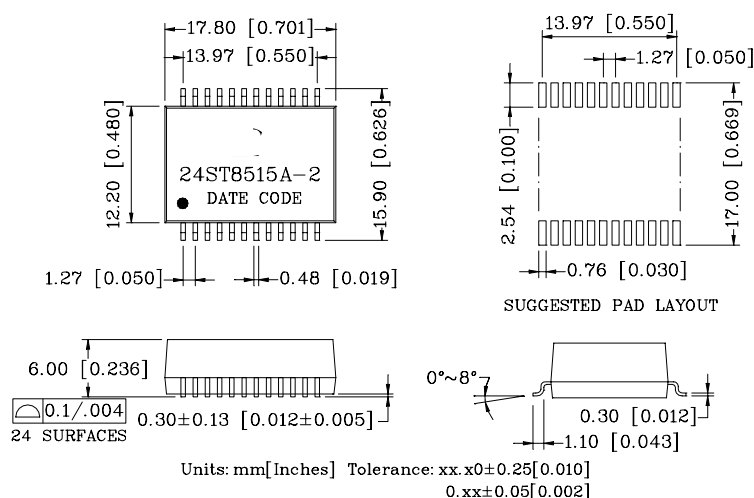 17.80 [0.701]
13.97 [0.550]
12.20 [0.480]
24ST8515A-2
DATE CODE
15.90 [0.626]
1.27 [0.050]
0.48 [0.019]
13.97 [0.550]
1.27 [0.050]
2.54 [0.100]
17.00 [0.669]
0.76 [0.030]
SUGGESTED PAD LAYOUT
6.00 [0.236]
0.1/.004
24 SURFACES
0.30±0.13 [0.012±0.005]
0°~8°
0.30 [0.012]
1.10 [0.043]
Units: mm[Inches] Tolerance: xx.x0±0.25[0.010]
0.xx±0.05[0.002]